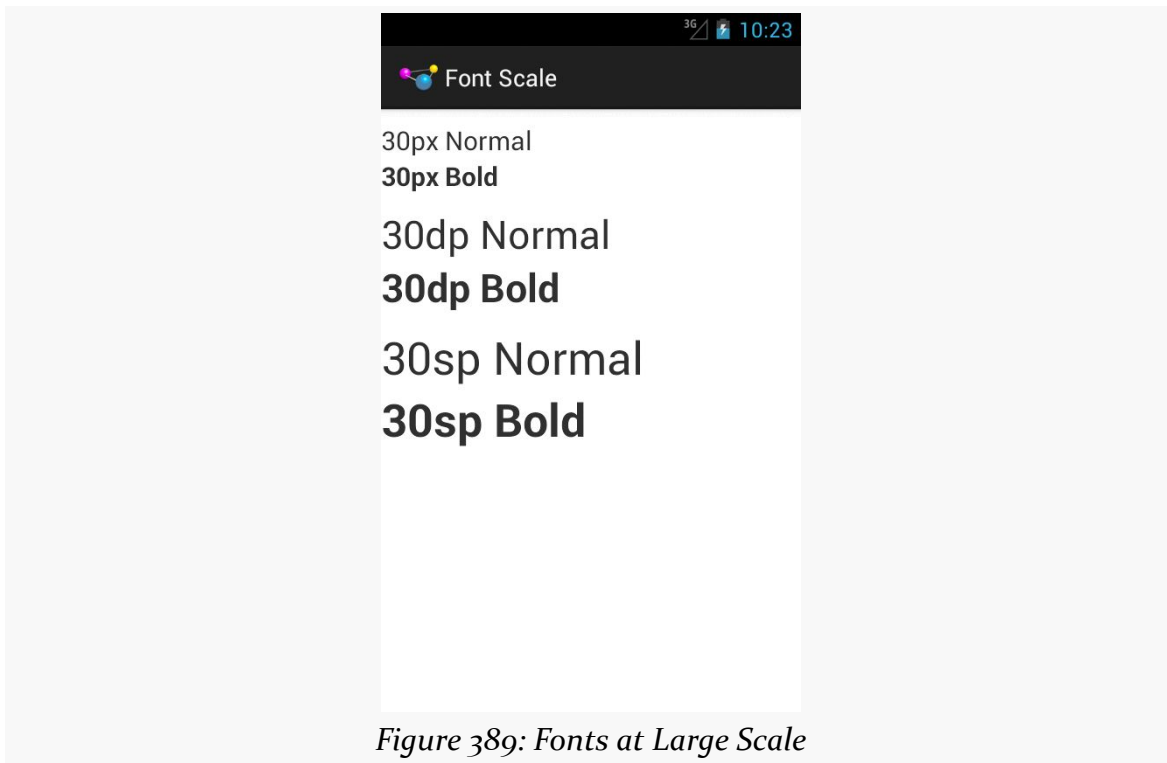 3G 10:23
Font Scale
30px Normal
30px Bold
30dp Normal
30dp Bold
30sp Normal
30sp Bold
Figure 389: Fonts at Large Scale